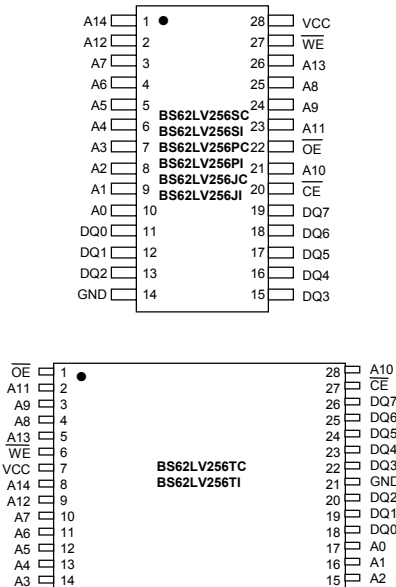 A14 1 28 VCC
A12 2 27 WE
A7 3 26 A13
A6 4 25 A8
A5 5 24 A9
A4 6 BS62LV256SC 23 A11
A3 7 BS62LV256SI 22 OE
A2 8 BS62LV256PC 21 A10
A1 9 BS62LV256PI 20 CE
A0 10 BS62LV256JC 19 DQ7
DQ0 11 BS62LV256JI 18 DQ6
DQ1 12 17 DQ5
DQ2 13 16 DQ4
GND 14 15 DQ3
OE 1 28 A10
A11 2 27 CE
A9 3 26 DQ7
A8 4 25 DQ6
A13 5 24 DQ5
WE 6 23 DQ4
VCC 7 BS62LV256TC 22 DQ3
A14 8 BS62LV256TI 21 GND
A12 9 20 DQ2
A7 10 19 DQ1
A6 11 18 DQ0
A5 12 17 A0
A4 13 16 A1
A3 14 15 A2